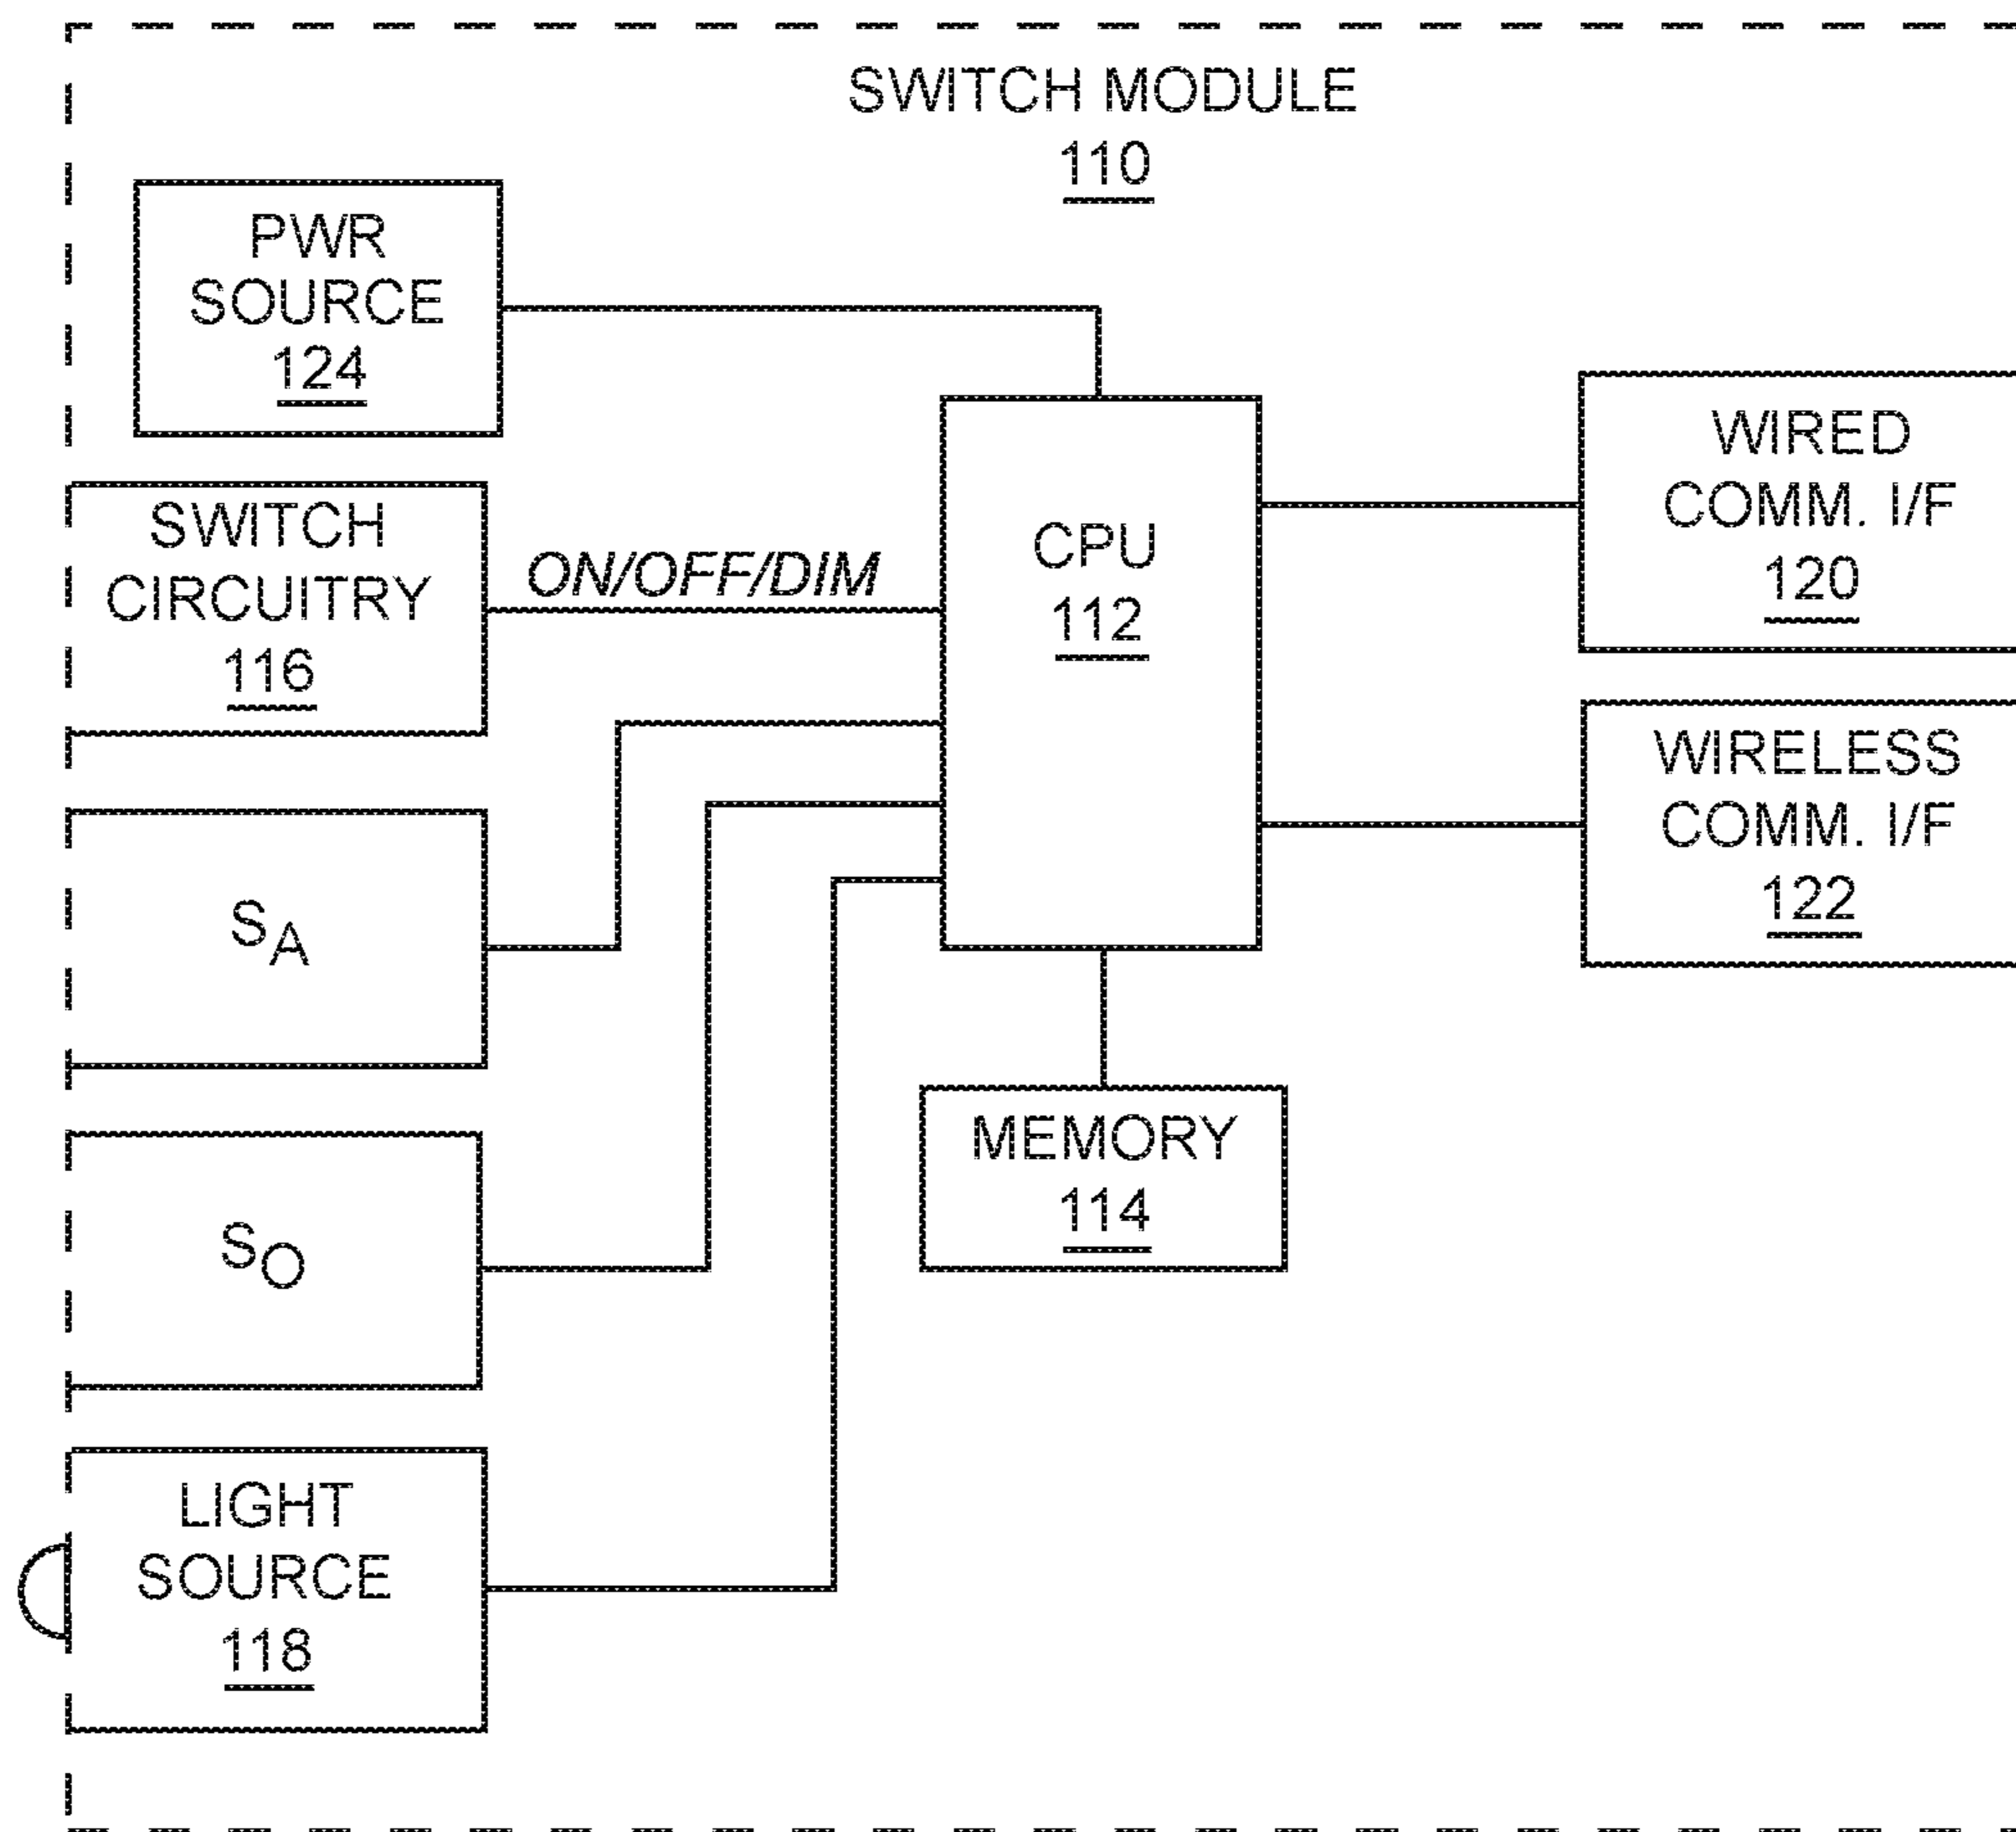 SWITCH MODULE
110
PWR
SOURCE
124
SWITCH
CIRCUITRY
116
ON/OFF/DIM
CPU
112
WIRED
COMM. I/F
120
WIRELESS
COMM. I/F
122
SA
SO
MEMORY
114
LIGHT
SOURCE
118